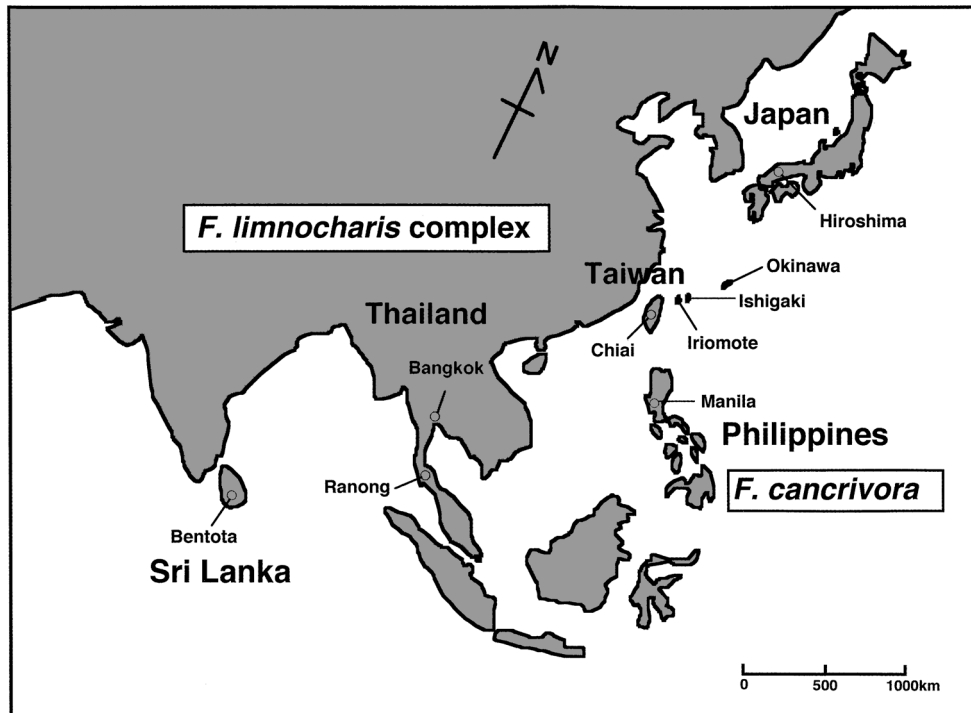 N
Japan
Hiroshima
F. limnocharis complex
Taiwan
Okinawa
Ishigaki
Thailand
Iriomote
Chiai
Bangkok
Manila
Philippines
Ranong
F. cancrivora
Bentota
Sri Lanka
0 500 1000km